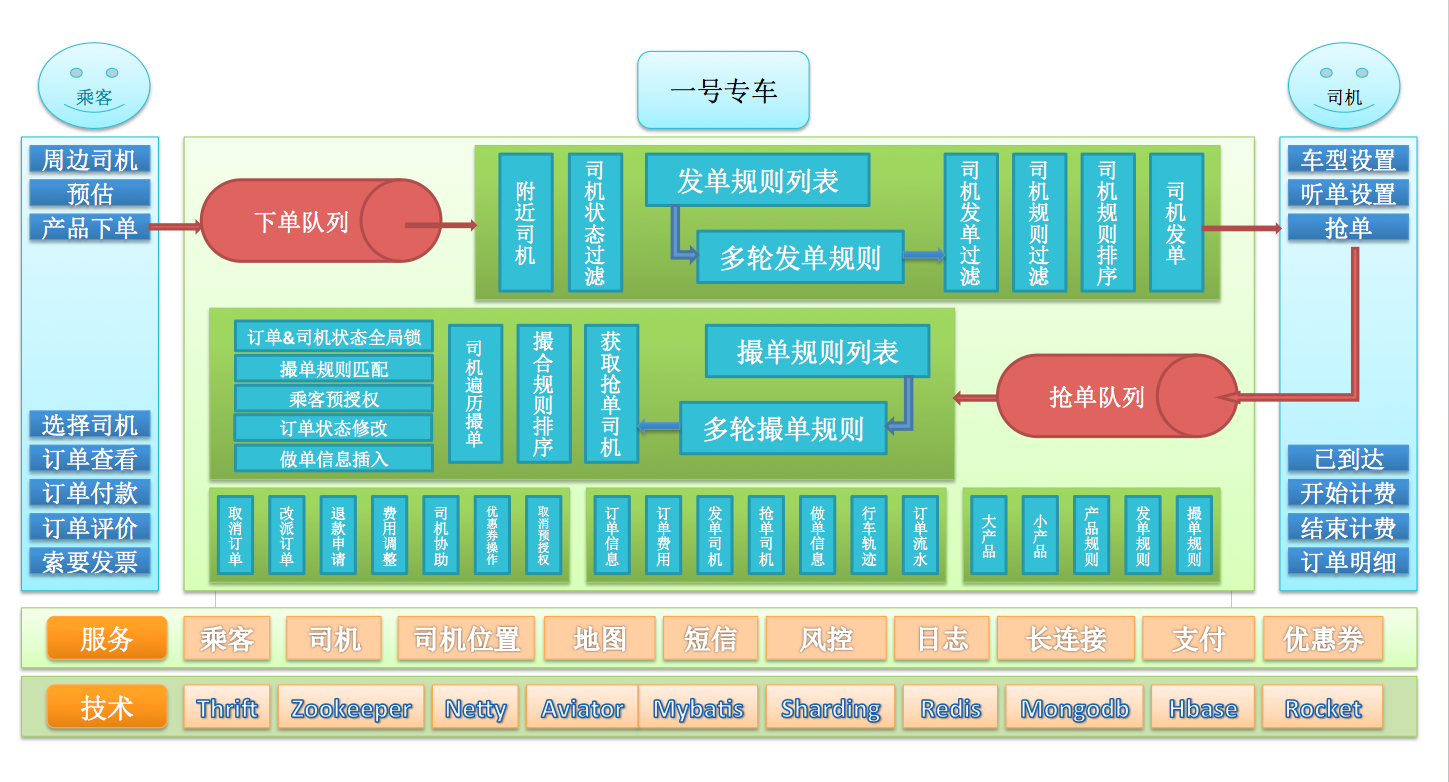 乘客
一号专车
司机
周边司机
预估
产品下单
下单队列
附近司机
司机状态过滤
发单规则列表
多轮发单规则
司机发单过滤
司机规则过滤
司机规则排序
司机发单
车型设置
听单设置
抢单
订单&司机状态全局锁
撮单规则匹配
乘客预授权
订单状态修改
做单信息插入
司机遍历撮单
撮合规则排序
获取抢单司机
撮单规则列表
多轮撮单规则
抢单队列
选择司机
订单查看
订单付款
订单评价
索要发票
已到达
开始计费
结束计费
订单明细
取消订单
改派订单
退款申请
费用调整
司机协助
优惠券操作
取消预授权
订单信息
订单费用
发单司机
抢单司机
做单信息
行车轨迹
订单流水
大产品
小产品
产品规则
发单规则
撮单规则
服务
乘客
司机
司机位置
地图
短信
风控
日志
长连接
支付
优惠券
技术
Thrift
Zookeeper
Netty
Aviator
Mybatis
Sharding
Redis
Mongodb
Hbase
Rocket